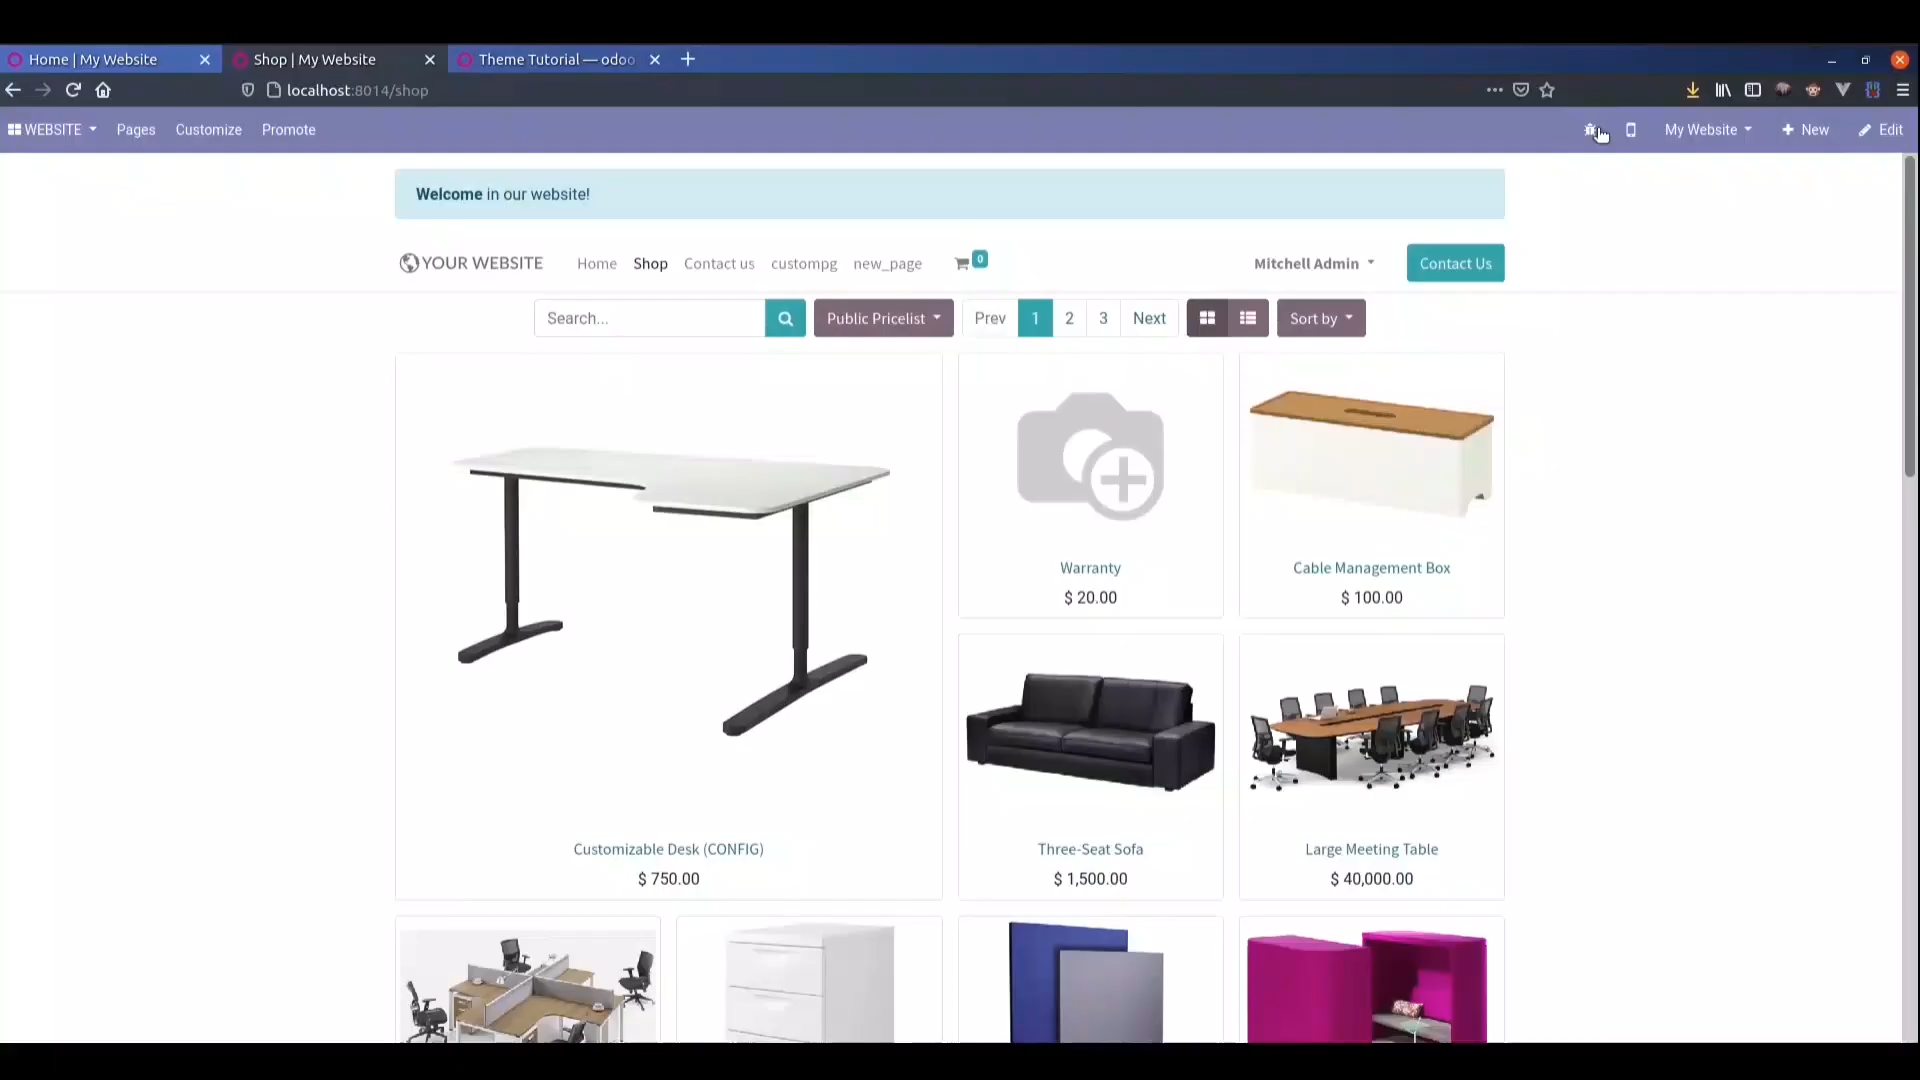 Home | My Website
Shop | My Website
Theme Tutorial — odoo
localhost:8014/shop
WEBSITE Pages Customize Promote
My Website New Edit
Welcome in our website!
YOUR WEBSITE Home Shop Contact us custompg new_page 0 Mitchell Admin Contact Us
Search... Public Pricelist Prev 1 2 3 Next Sort by
Warranty
$ 20.00
Cable Management Box
$ 100.00
Customizable Desk (CONFIG)
$ 750.00
Three-Seat Sofa
$ 1,500.00
Large Meeting Table
$ 40,000.00